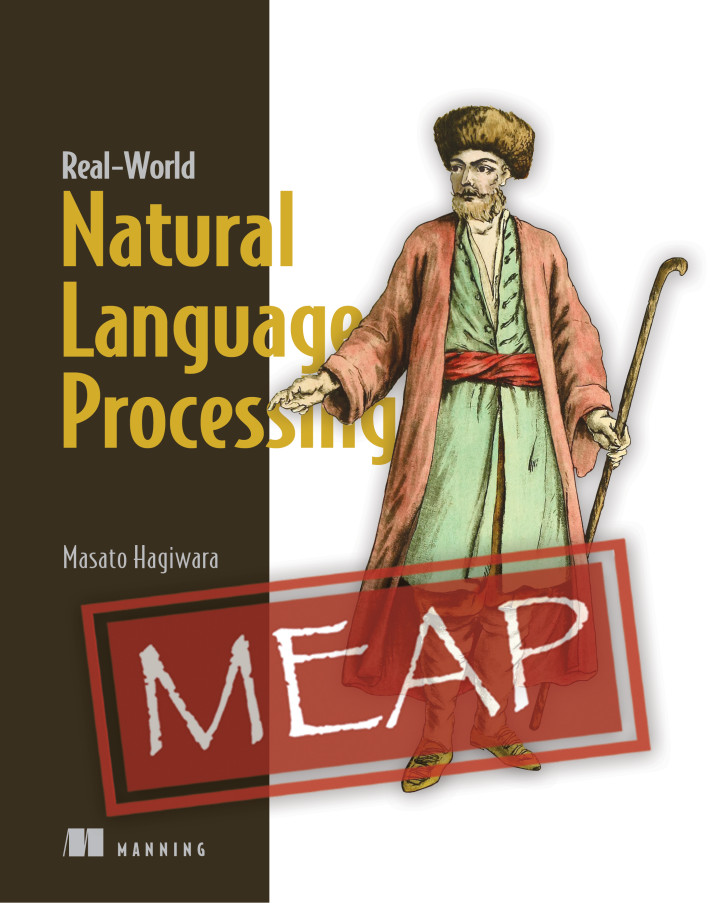 Real-World
Natural
Language
Processing
Masato Hagiwara
MEAP
MANNING